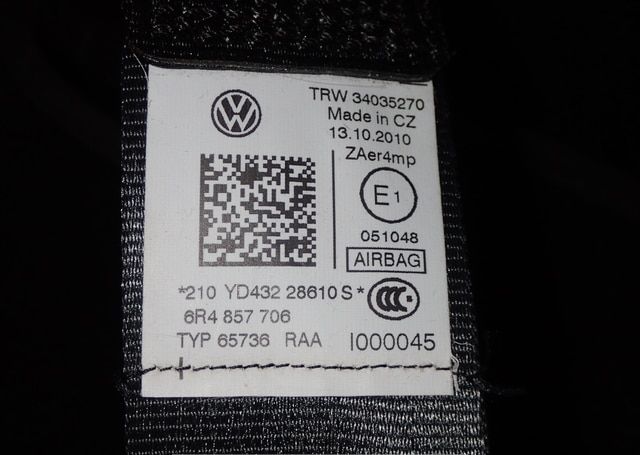 TRW 34035270
Made in CZ
13.10.2010
ZAer4mp
E1
051048
AIRBAG
*210 YD432 28610 S*
CCC
6R4 857 706
TYP 65736 RAA I000045